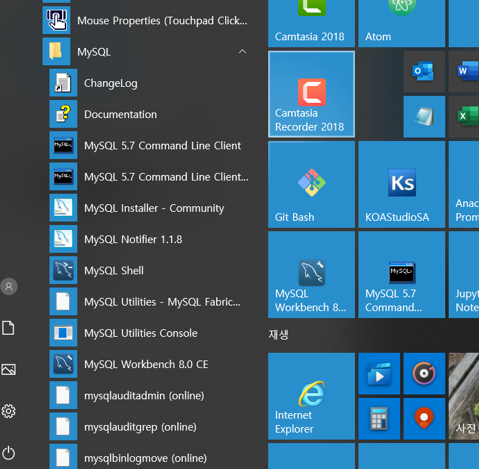 Mouse Properties (Touchpad Click...
MySQL
ChangeLog
Documentation
MySQL 5.7 Command Line Client
MySQL 5.7 Command Line Client...
MySQL Installer - Community
MySQL Notifier 1.1.8
MySQL Shell
MySQL Utilities - MySQL Fabric...
MySQL Utilities Console
MySQL Workbench 8.0 CE
mysqlauditadmin (online)
mysqlauditgrep (online)
mysqlbinlogmove (online)
Camtasia 2018
Atom
Camtasia
Recorder 2018
Git Bash
KOAStudioSA
Anac
Prom
MySQL
Workbench 8...
MySQL 5.7
Command...
Jupyt
Note
재생
Internet
Explorer
사진